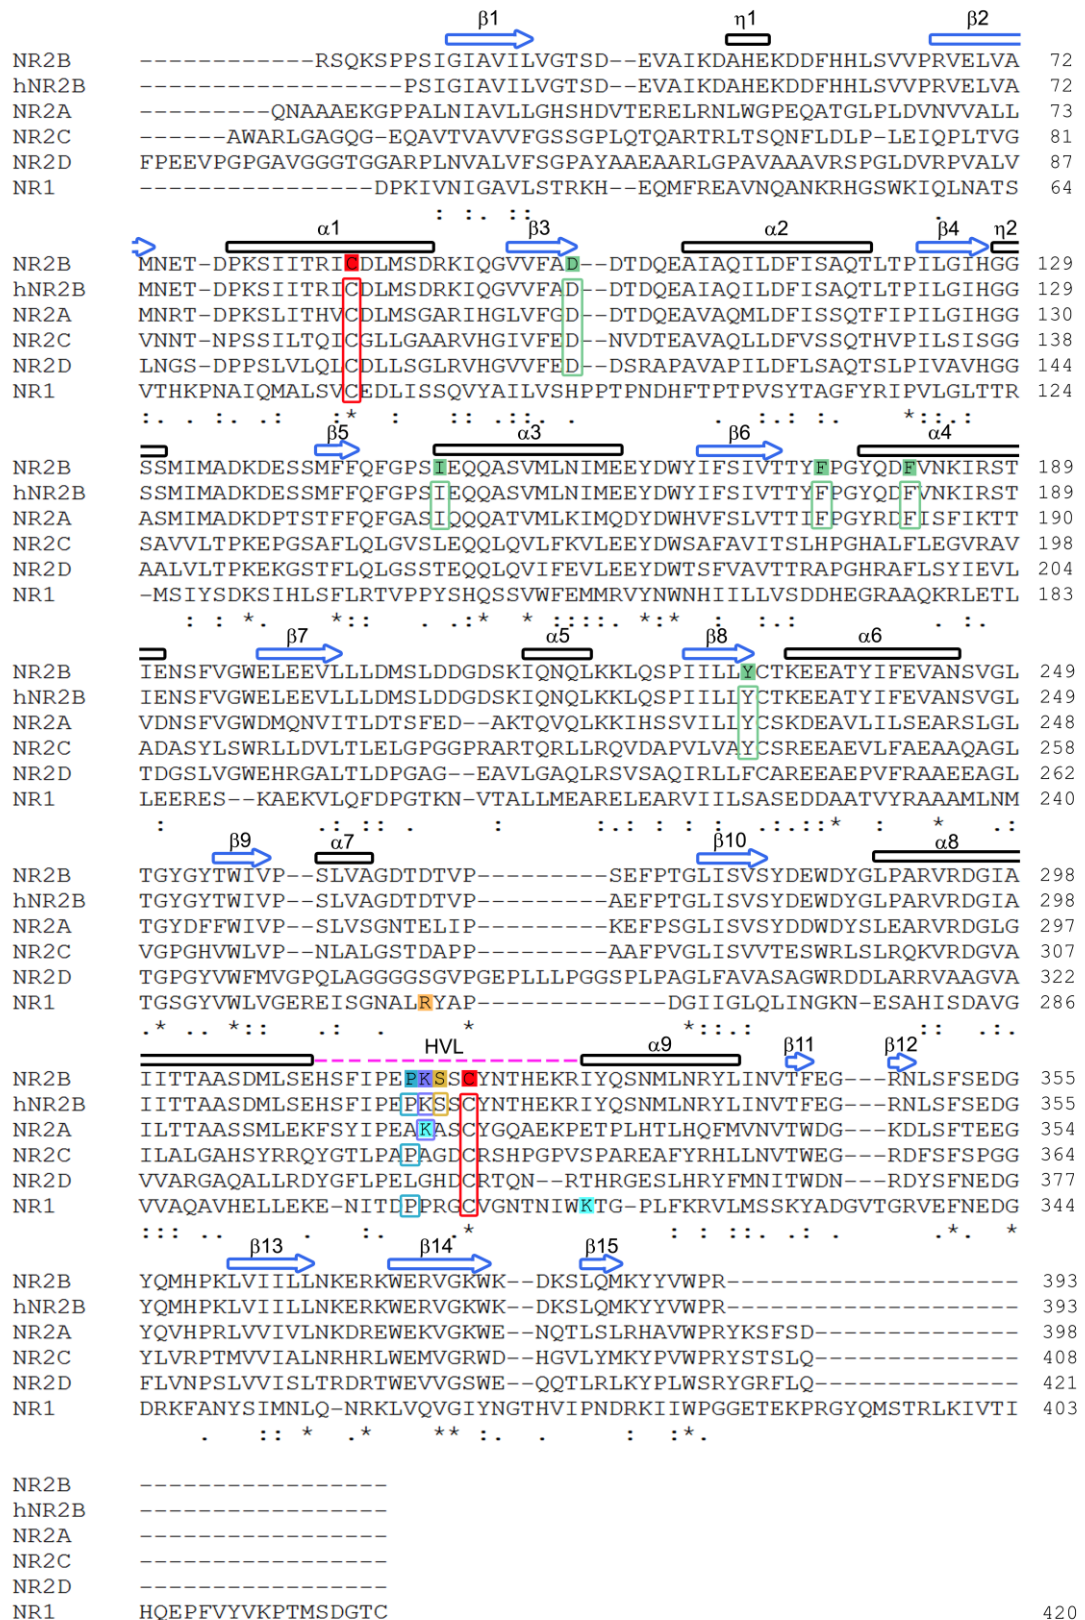 β1 η1 β2
NR2B ------------RSQKSPPSIGIAVILVGTSD--EVAIKDAHEKDDFHHLSVVPRVELVA 72
hNR2B ------------------PSIGIAVILVGTSD--EVAIKDAHEKDDFHHLSVVPRVELVA 72
NR2A ---------QNAAAEKGPPALNIAVLLGHSHDVTERELRNLWGPEQATGLPLDVNVVALL 73
NR2C ------AWARLGAGQG-EQAVTVAVVFGSSGPLQTQARTRLTSQNFLDLP-LEIQPLTVG 81
NR2D FPEEVPGPGAVGGGTGGARPLNVALVFSGPAYAAEAARLGPAVAAAVRSPGLDVRPVALV 87
NR1 ----------------DPKIVNIGAVLSTRKH--EQMFREAVNQANKRHGSWKIQLNATS 64
: :. :: .
α1 β3 α2 β4 η2
NR2B MNET-DPKSIITRICDLMSDRKIQGVVFAD--DTDQEAIAQILDFISAQTLTPILGIHGG 129
hNR2B MNET-DPKSIITRICDLMSDRKIQGVVFAD--DTDQEAIAQILDFISAQTLTPILGIHGG 129
NR2A MNRT-DPKSLITHVCDLMSGARIHGLVFGD--DTDQEAVAQMLDFISSQTFIPILGIHGG 130
NR2C VNNT-NPSSILTQICGLLGAARVHGIVFED--NVDTEAVAQLLDFVSSQTHVPILSISGG 138
NR2D LNGS-DPPSLVLQLCDLLSGLRVHGVVFED--DSRAPAVAPILDFLSAQTSLPIVAVHGG 144
NR1 VTHKPNAIQMALSVCEDLISSQVYAILVSHPPTPNDHFTPTPVSYTAGFYRIPVLGLTTR 124
:. . .: :* :: ::. ::. . :. :: . *::::
β5 α3 β6 α4
NR2B SSMIMADKDESSMFFQFGPSIEQQASVMLNIMEEYDWYIFSIVTTYFPGYQDFVNKIRST 189
hNR2B SSMIMADKDESSMFFQFGPSIEQQASVMLNIMEEYDWYIFSIVTTYFPGYQDFVNKIRST 189
NR2A ASMIMADKDPTSTFFQFGASIQQQATVMLKIMQDYDWHVFSLVTTIFPGYRDFISFIKTT 190
NR2C SAVVLTPKEPGSAFLQLGVSLEQQLQVLFKVLEEYDWSAFAVITSLHPGHALFLEGVRAV 198
NR2D AALVLTPKEKGSTFLQLGSSTEQQLQVIFEVLEEYDWTSFVAVTTRAPGHRAFLSYIEVL 204
NR1 -MSIYSDKSIHLSFLRTVPPYSHQSSVWFEMMRVYNWNHIILLVSDDHEGRAAQKRLETL 183
: : *. *:: . .:* * ::::. *:* : :. : ::.
β7 α5 β8 α6
NR2B IENSFVGWELEEVLLLDMSLDDGDSKIQNQLKKLQSPIILLYCTKEEATYIFEVANSVGL 249
hNR2B IENSFVGWELEEVLLLDMSLDDGDSKIQNQLKKLQSPIILLYCTKEEATYIFEVANSVGL 249
NR2A VDNSFVGWDMQNVITLDTSFED--AKTQVQLKKIHSSVILLYCSKDEAVLILSEARSLGL 248
NR2C ADASYLSWRLLDVLTLELGPGGPRARTQRLLRQVDAPVLVAYCSREEAEVLFAEAAQAGL 258
NR2D TDGSLVGWEHRGALTLDPGAG--EAVLGAQLRSVSAQIRLLFCAREEAEPVFRAAEEAGL 262
NR1 LEERES--KAEKVLQFDPGTKN-VTALLMEARELEARVIILSASEDDAATVYRAAAMLNM 240
: .: :: . : :.: : : .:.::* : * .:
β9 α7 β10 α8
NR2B TGYGYTWIVP--SLVAGDTDTVP---------SEFPTGLISVSYDEWDYGLPARVRDGIA 298
hNR2B TGYGYTWIVP--SLVAGDTDTVP---------AEFPTGLISVSYDEWDYGLPARVRDGIA 298
NR2A TGYDFFWIVP--SLVSGNTELIP---------KEFPSGLISVSYDDWDYSLEARVRDGLG 297
NR2C VGPGHVWLVP--NLALGSTDAPP---------AAFPVGLISVVTESWRLSLRQKVRDGVA 307
NR2D TGPGYVWFMVGPQLAGGGGSGVPGEPLLLPGGSPLPAGLFAVRSAGWRDDLARRVAAGVA 322
NR1 TGSGYVWLVGEREISGNALRYAP-------------DGIIGLQLINGKN-ESAHISDAVG 286
.* . *:: : . * *::.: :: .:.
HVL α9 β11 β12
NR2B IITTAASDMLSEHSFIPEPKSSCYNTHEKRIYQSNMLNRYLINVTFEG---RNLSFSEDG 355
hNR2B IITTAASDMLSEHSFIPEPKSSCYNTHEKRIYQSNMLNRYLINVTFEG---RNLSFSEDG 355
NR2A ILTTAASSMLEKFSYIPEAKASCYGQAEKPETPLHTLHQFMVNVTWDG---KDLSFTEEG 354
NR2C ILALGAHSYRRQYGTLPAPAGDCRSHPGPVSPAREAFYRHLLNVTWEG---RDFSFSPGG 364
NR2D VVARGAQALLRDYGFLPELGHDCRTQN--RTHRGESLHRYFMNITWDN---RDYSFNEDG 377
NR1 VVAQAVHELLEKE-NITDPPRGCVGNTNIWKTG-PLFKRVLMSSKYADGVTGRVEFNEDG 344
::: .. . : * : : ::. .: . .*. *
β13 β14 β15
NR2B YQMHPKLVIILLNKERKWERVGKWK--DKSLQMKYYVWPR-------------------- 393
hNR2B YQMHPKLVIILLNKERKWERVGKWK--DKSLQMKYYVWPR-------------------- 393
NR2A YQVHPRLVVIVLNKDREWEKVGKWE--NQTLSLRHAVWPRYKSFSD-------------- 398
NR2C YLVRPTMVVIALNRHRLWEMVGRWD--HGVLYMKYPVWPRYSTSLQ-------------- 408
NR2D FLVNPSLVVISLTRDRTWEVVGSWE--QQTLRLKYPLWSRYGRFLQ-------------- 421
NR1 DRKFANYSIMNLQ-NRKLVQVGIYNGTHVIPNDRKIIWPGGETEKPRGYQMSTRLKIVTI 403
. :: * .* ** :. . : :*.
NR2B -----------------
hNR2B -----------------
NR2A -----------------
NR2C -----------------
NR2D -----------------
NR1 HQEPFVYVKPTMSDGTC 420